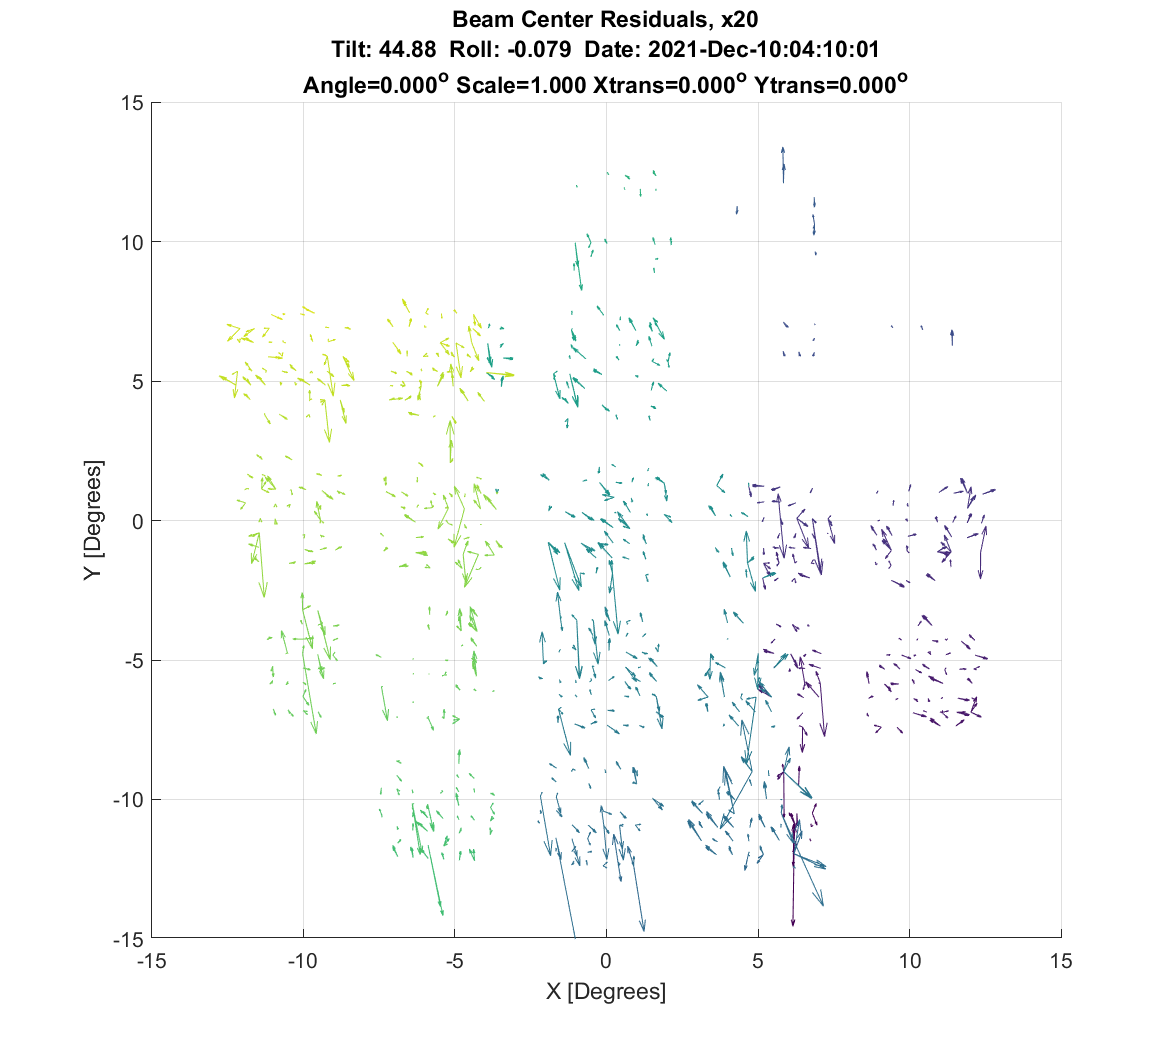 Beam Center Residuals, x20
Tilt: 44.88 Roll: -0.079 Date: 2021-Dec-10:04:10:01
Angle=0.000° Scale=1.000 Xtrans=0.000° Ytrans=0.000°
15
10
5
0
-5
-10
-15
Y [Degrees]
-15 -10 -5 0 5 10 15
X [Degrees]